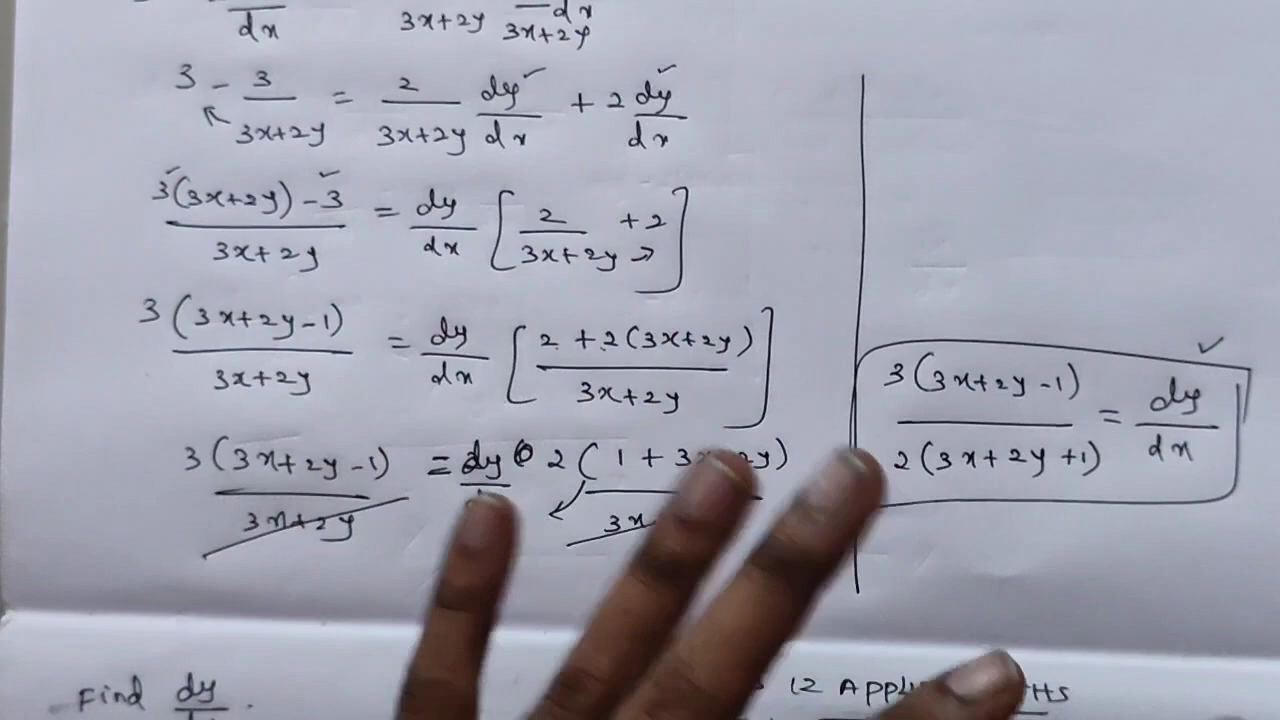 dx 3x+2y dx/3x+2y
3 - 3/(3x+2y) = 2/(3x+2y) dy/dx + 2 dy/dx
(3(3x+2y) - 3)/(3x+2y) = dy/dx [2/(3x+2y) + 2]
3(3x+2y-1)/(3x+2y) = dy/dx [(2 + 2(3x+2y))/(3x+2y)]
3(3x+2y-1)/(3x+2y) = dy 2(1 + 3x
3(3x+2y-1)/(2(3x+2y+1)) = dy/dx
Find dy
12